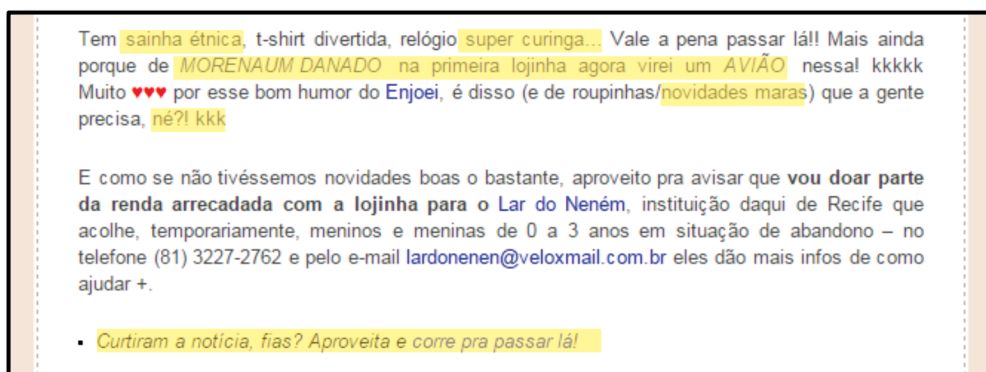 Tem sainha étnica, t-shirt divertida, relógio super curinga... Vale a pena passar lá!! Mais ainda
porque de MORENAUM DANADO na primeira lojinha agora virei um AVIÃO nessa! kkkkk
Muito ♥♥♥ por esse bom humor do Enjoei, é disso (e de roupinhas/novidades maras) que a gente
precisa, né?! kkk
E como se não tivéssemos novidades boas o bastante, aproveito pra avisar que vou doar parte
da renda arrecadada com a lojinha para o Lar do Neném, instituição daqui de Recife que
acolhe, temporariamente, meninos e meninas de 0 a 3 anos em situação de abandono – no
telefone (81) 3227-2762 e pelo e-mail lardonenen@veloxmail.com.br eles dão mais infos de como
ajudar +.
▪ Curtiram a notícia, fias? Aproveita e corre pra passar lá!